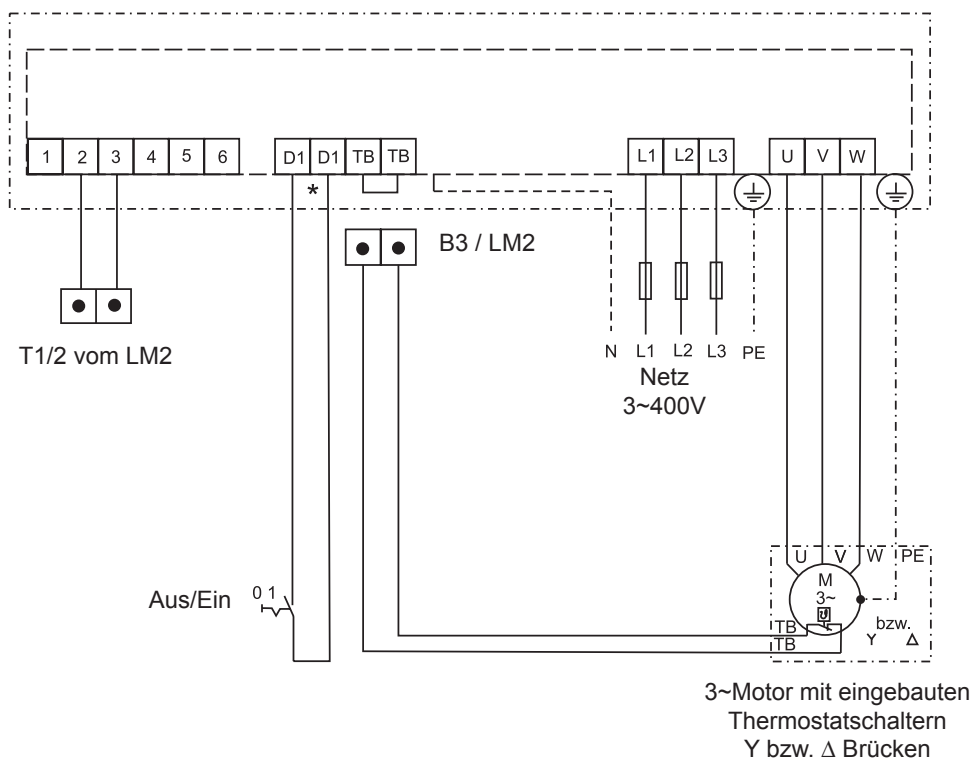 1 2 3 4 5 6 D1 D1 TB TB L1 L2 L3 U V W
*
B3 / LM2
T1/2 vom LM2
N L1 L2 L3 PE
Netz
3~400V
U V W PE
M
3~
Aus/Ein 0 1
TB
TB
bzw.
Y Δ
3~Motor mit eingebauten
Thermostatschaltern
Y bzw. Δ Brücken